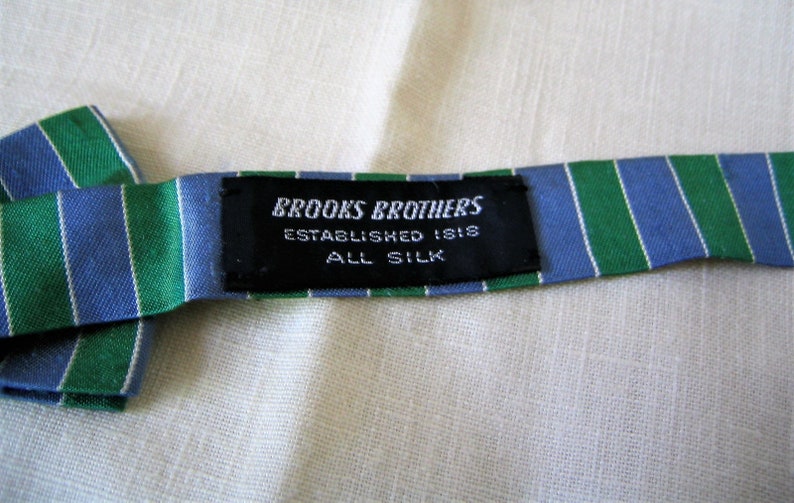 BROOKS BROTHERS
ESTABLISHED 1818
ALL SILK